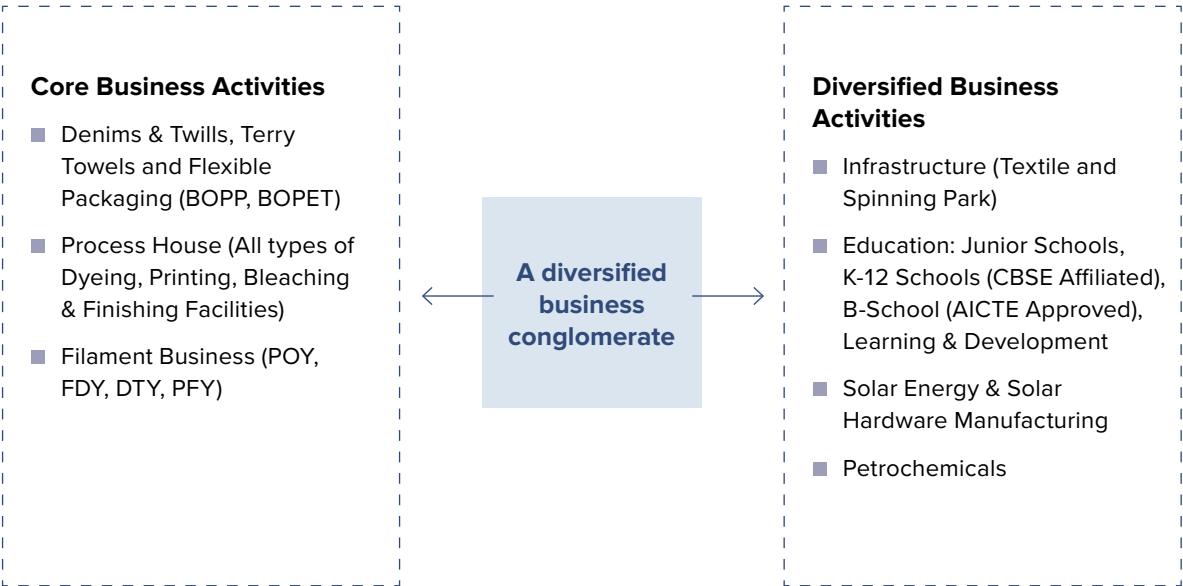 Core Business Activities
Denims & Twills, Terry
Towels and Flexible
Packaging (BOPP, BOPET)
Process House (All types of
Dyeing, Printing, Bleaching
& Finishing Facilities)
Filament Business (POY,
FDY, DTY, PFY)
A diversified
business
conglomerate
Diversified Business
Activities
Infrastructure (Textile and
Spinning Park)
Education: Junior Schools,
K-12 Schools (CBSE Affiliated),
B-School (AICTE Approved),
Learning & Development
Solar Energy & Solar
Hardware Manufacturing
Petrochemicals